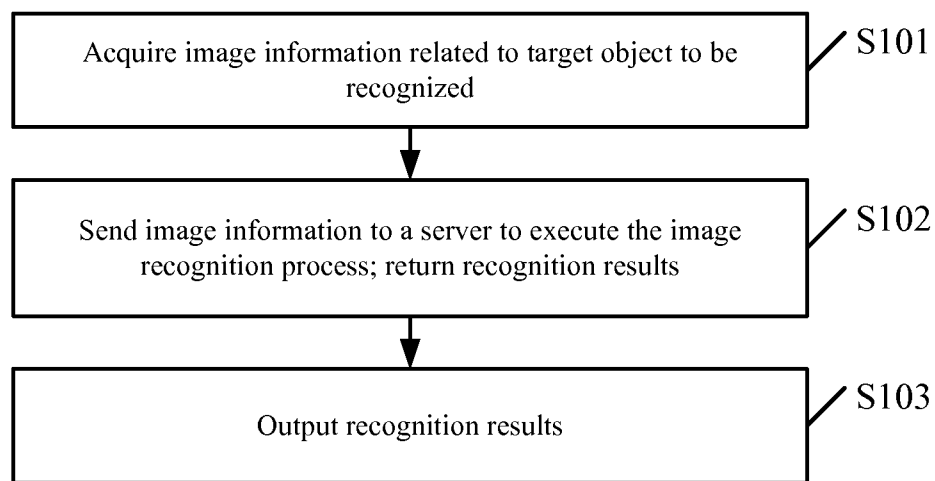 Acquire image information related to target object to be
recognized
S101
Send image information to a server to execute the image
recognition process; return recognition results
S102
Output recognition results
S103